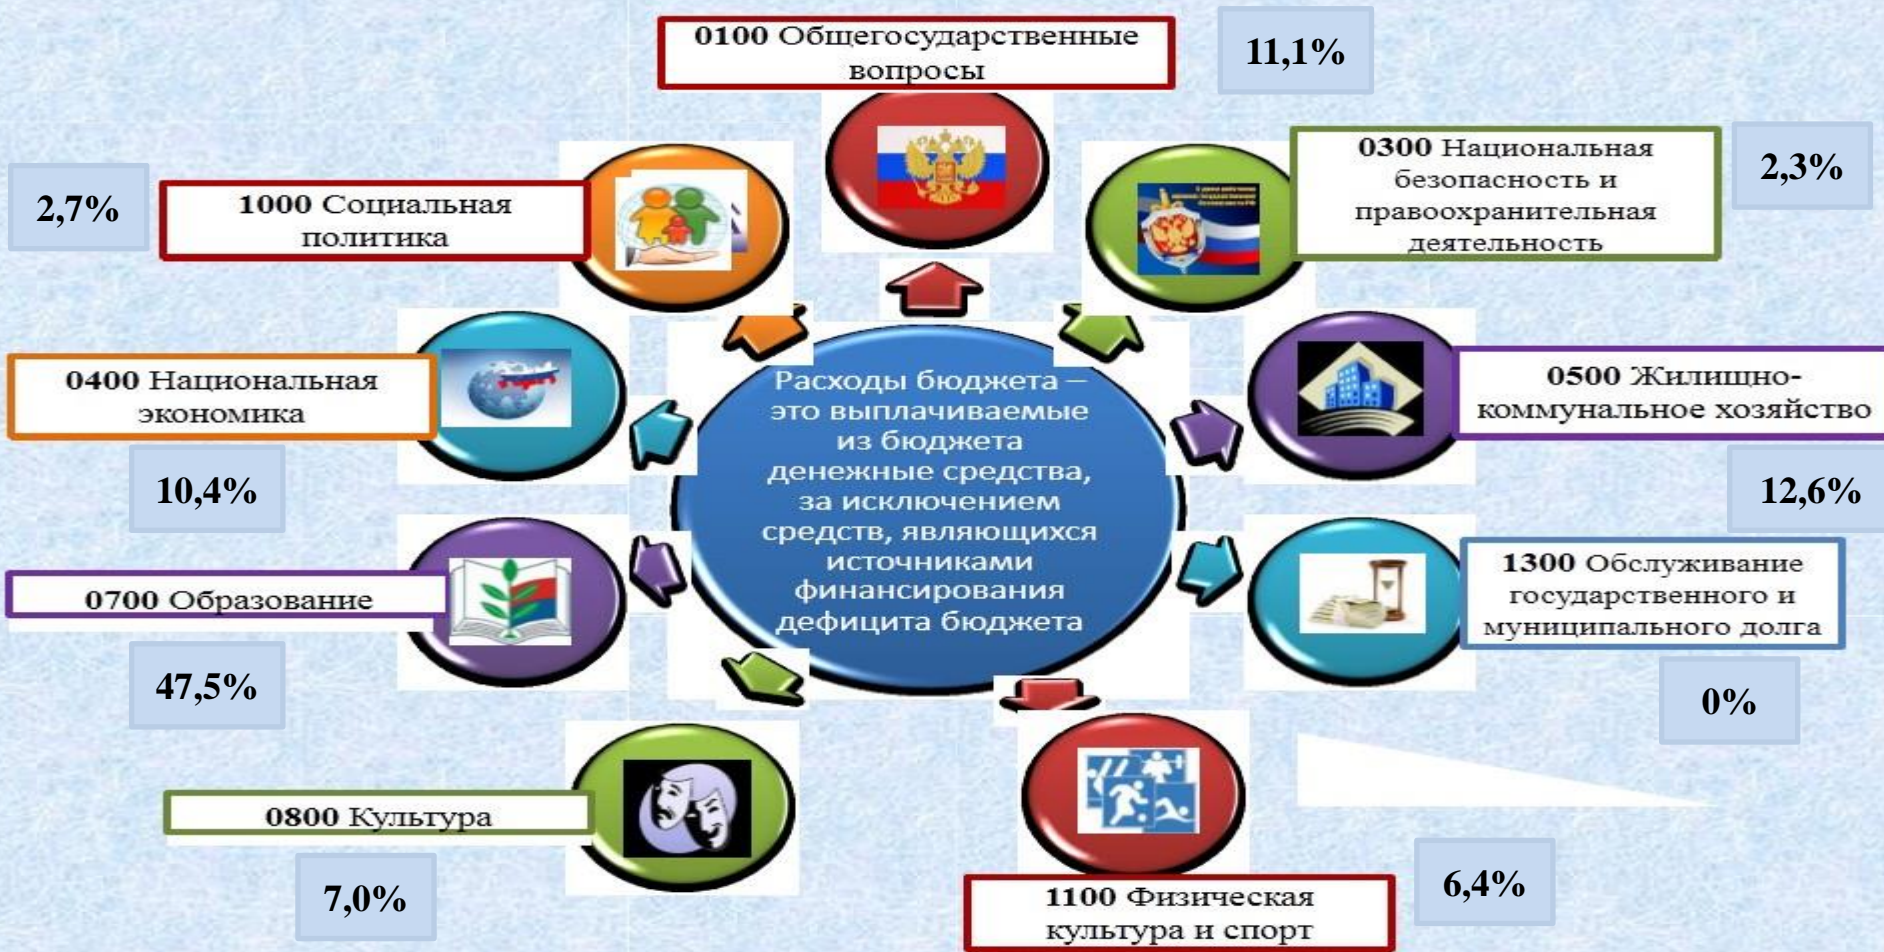 0100 Общегосударственные
вопросы
11,1%
0300 Национальная
безопасность и
правоохранительная
деятельность
2,3%
2,7%
1000 Социальная
политика
0400 Национальная
экономика
10,4%
0500 Жилищно-
коммунальное хозяйство
12,6%
Расходы бюджета –
это выплачиваемые
из бюджета
денежные средства,
за исключением
средств, являющихся
источниками
финансирования
дефицита бюджета
0700 Образование
47,5%
1300 Обслуживание
государственного и
муниципального долга
0%
0800 Культура
7,0%
1100 Физическая
культура и спорт
6,4%